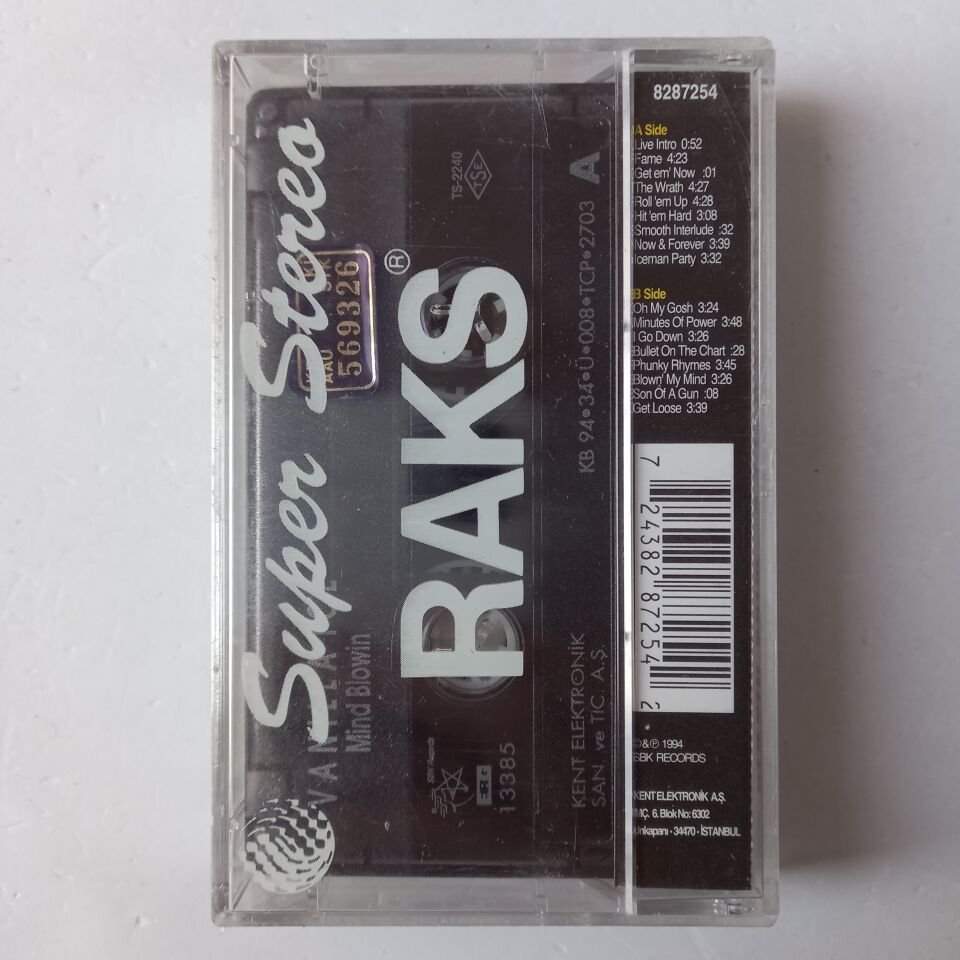 Super Stereo
BAKO
AAU
569326
VANILLA
Mind Blowin
RAKS®
TS-2240
TSE
A
KB 94•34•U•008•TCP•2703
SBK Records
13385
KENT ELEKTRONİK
SAN. ve TİC. A.Ş.
8287254
A Side
Live Intro 0:52
Fame 4:23
Get em' Now :01
The Wrath 4:27
Roll 'em Up 4:28
Hit 'em Hard 3:08
Smooth Interlude :32
Now & Forever 3:39
Iceman Party 3:32
B Side
Oh My Gosh 3:24
Minutes Of Power 3:48
I Go Down 3:26
Bullet On The Chart :28
Phunky Rhymes 3:45
Blown' My Mind 3:26
Son Of A Gun :08
Get Loose 3:39
7 24382 87254 2
©&℗ 1994
SBK RECORDS
KENT ELEKTRONİK A.Ş.
İMÇ. 6. Blok No: 6302
Unkapanı - 34470 - İSTANBUL